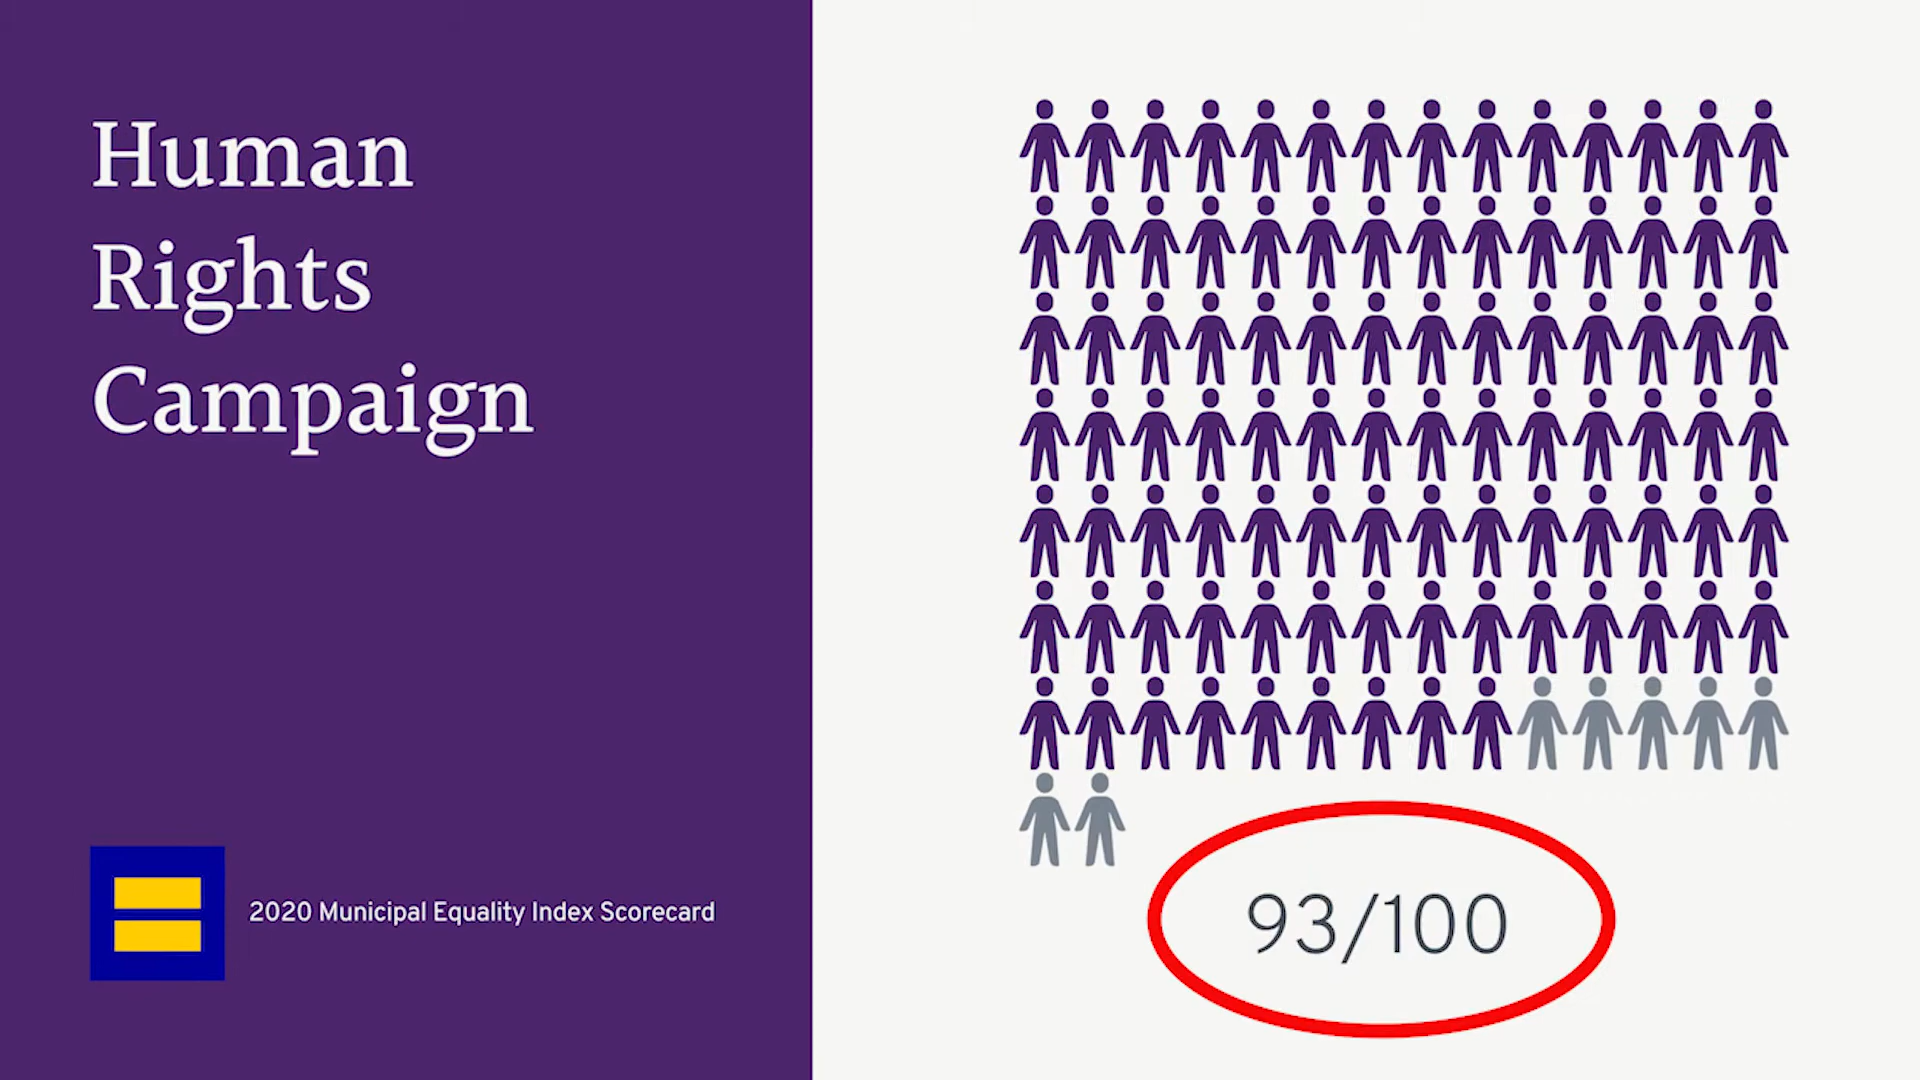 Human
Rights
Campaign
2020 Municipal Equality Index Scorecard
93/100